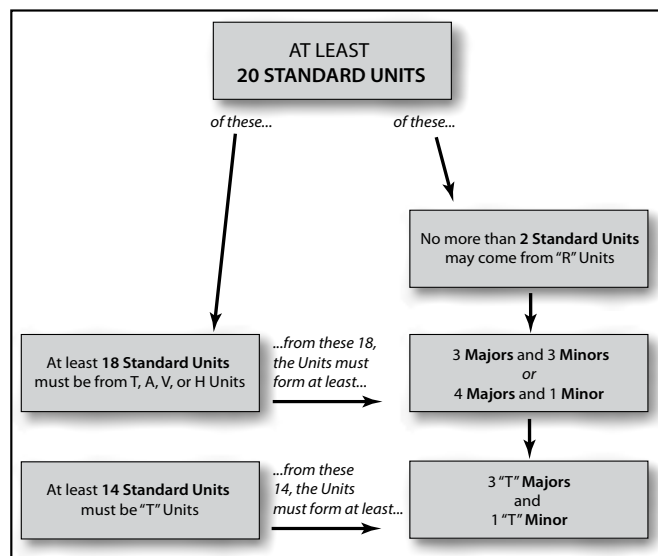 AT LEAST
20 STANDARD UNITS
of these...
of these...
No more than 2 Standard Units
may come from “R” Units
At least 18 Standard Units
must be from T, A, V, or H Units
...from these 18,
the Units must
form at least...
3 Majors and 3 Minors
or
4 Majors and 1 Minor
At least 14 Standard Units
must be “T” Units
...from these
14, the Units
must form at least...
3 “T” Majors
and
1 “T” Minor